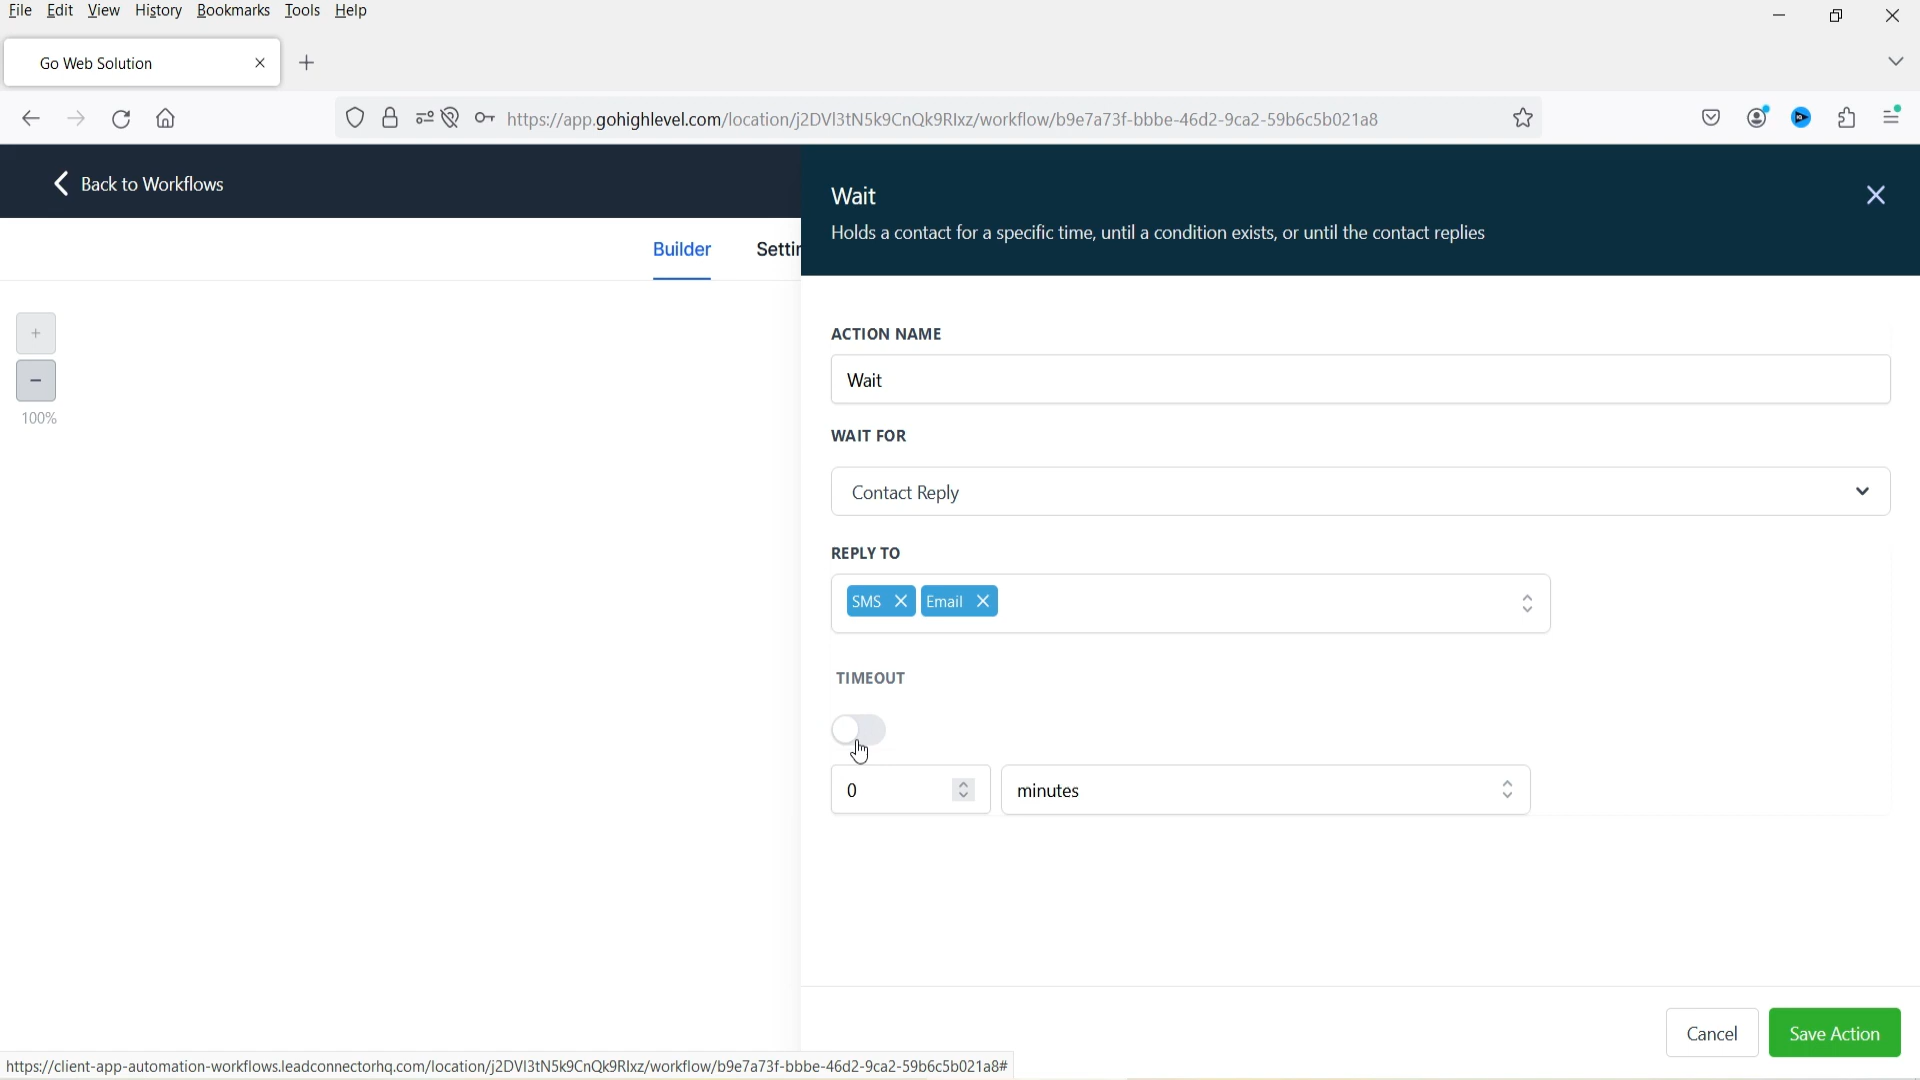 File Edit View History Bookmarks Tools Help
Go Web Solution
https://app.gohighlevel.com/location/j2DVl3tN5k9CnQk9RIxz/workflow/b9e7a73f-bbbe-46d2-9ca2-59b6c5b021a8
Back to Workflows
Wait
Holds a contact for a specific time, until a condition exists, or until the contact replies
Builder Settin
100%
ACTION NAME
Wait
WAIT FOR
Contact Reply
REPLY TO
SMS Email
TIMEOUT
0 minutes
Cancel Save Action
https://client-app-automation-workflows.leadconnectorhq.com/location/j2DVl3tN5k9CnQk9RIxz/workflow/b9e7a73f-bbbe-46d2-9ca2-59b6c5b021a8#